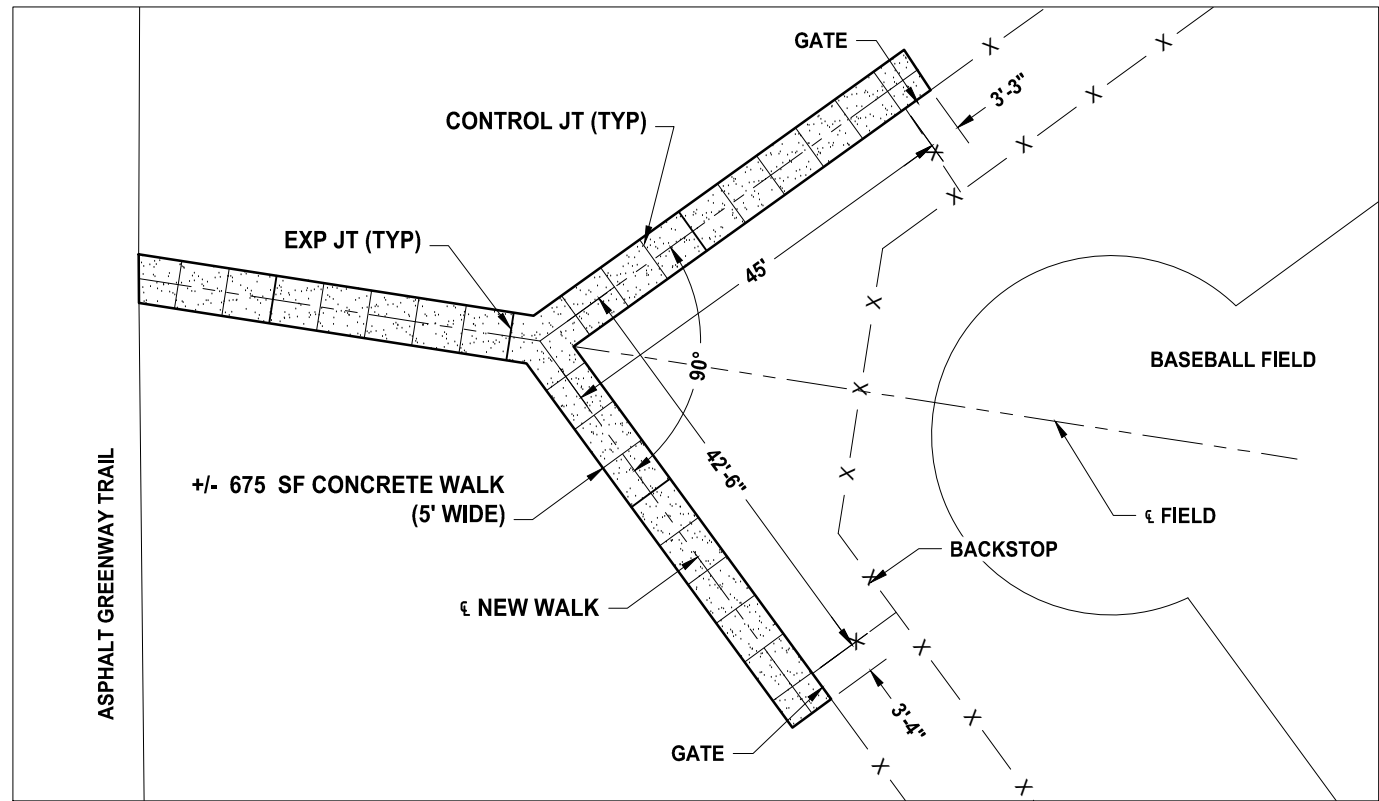 GATE
3'-3"
CONTROL JT (TYP)
EXP JT (TYP)
45'
90°
BASEBALL FIELD
42'-6"
+/- 675 SF CONCRETE WALK
(5' WIDE)
℄ FIELD
BACKSTOP
℄ NEW WALK
ASPHALT GREENWAY TRAIL
3'-4"
GATE